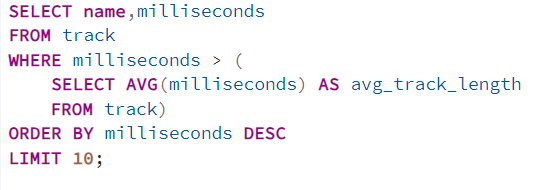 SELECT name,milliseconds
FROM track
WHERE milliseconds > (
    SELECT AVG(milliseconds) AS avg_track_length
    FROM track)
ORDER BY milliseconds DESC
LIMIT 10;